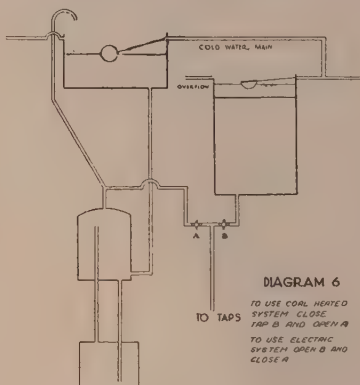 COLD WATER MAIN
OVERFLOW
A
B
TO TAPS
DIAGRAM 6
TO USE COAL HEATED
SYSTEM CLOSE
TAP B AND OPEN A
TO USE ELECTRIC
SYSTEM OPEN B AND
CLOSE A